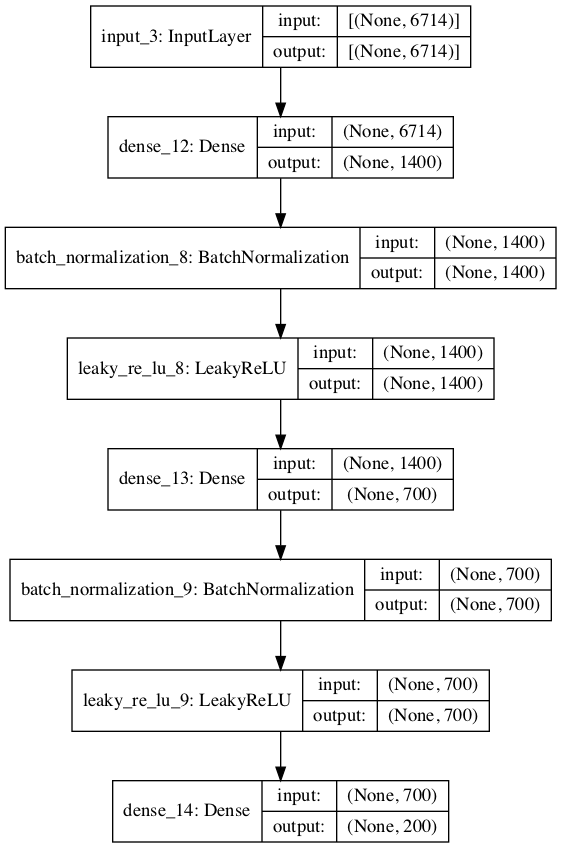 input_3: InputLayer
input: [(None, 6714)]
output: [(None, 6714)]
dense_12: Dense
input: (None, 6714)
output: (None, 1400)
batch_normalization_8: BatchNormalization
input: (None, 1400)
output: (None, 1400)
leaky_re_lu_8: LeakyReLU
input: (None, 1400)
output: (None, 1400)
dense_13: Dense
input: (None, 1400)
output: (None, 700)
batch_normalization_9: BatchNormalization
input: (None, 700)
output: (None, 700)
leaky_re_lu_9: LeakyReLU
input: (None, 700)
output: (None, 700)
dense_14: Dense
input: (None, 700)
output: (None, 200)